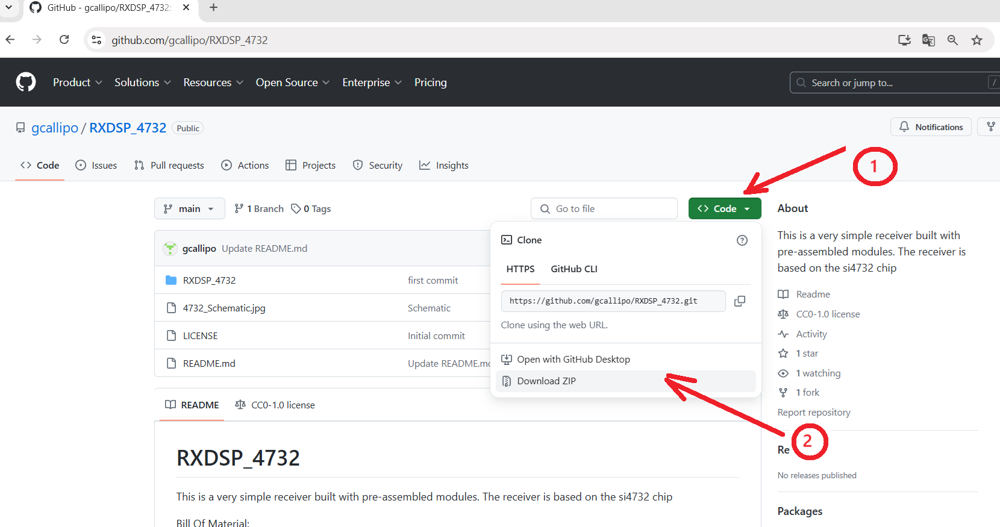 GitHub - gcallipo/RXDSP_4732:
github.com/gcallipo/RXDSP_4732
Product Solutions Resources Open Source Enterprise Pricing
Search or jump to... /
gcallipo / RXDSP_4732 Public
Notifications
Code Issues Pull requests Actions Projects Security Insights
1
main 1 Branch 0 Tags
Go to file
Code
gcallipo Update README.md
RXDSP_4732 first commit
4732_Schematic.jpg Schematic
LICENSE Initial commit
README.md Update README.md
Clone
HTTPS GitHub CLI
https://github.com/gcallipo/RXDSP_4732.git
Clone using the web URL.
Open with GitHub Desktop
Download ZIP
2
README CC0-1.0 license
RXDSP_4732
This is a very simple receiver built with pre-assembled modules. The receiver is based on the si4732 chip
Bill Of Material:
About
This is a very simple receiver built with
pre-assembled modules. The receiver is
based on the si4732 chip
Readme
CC0-1.0 license
Activity
1 star
1 watching
1 fork
Report repository
Re
No releases published
Packages